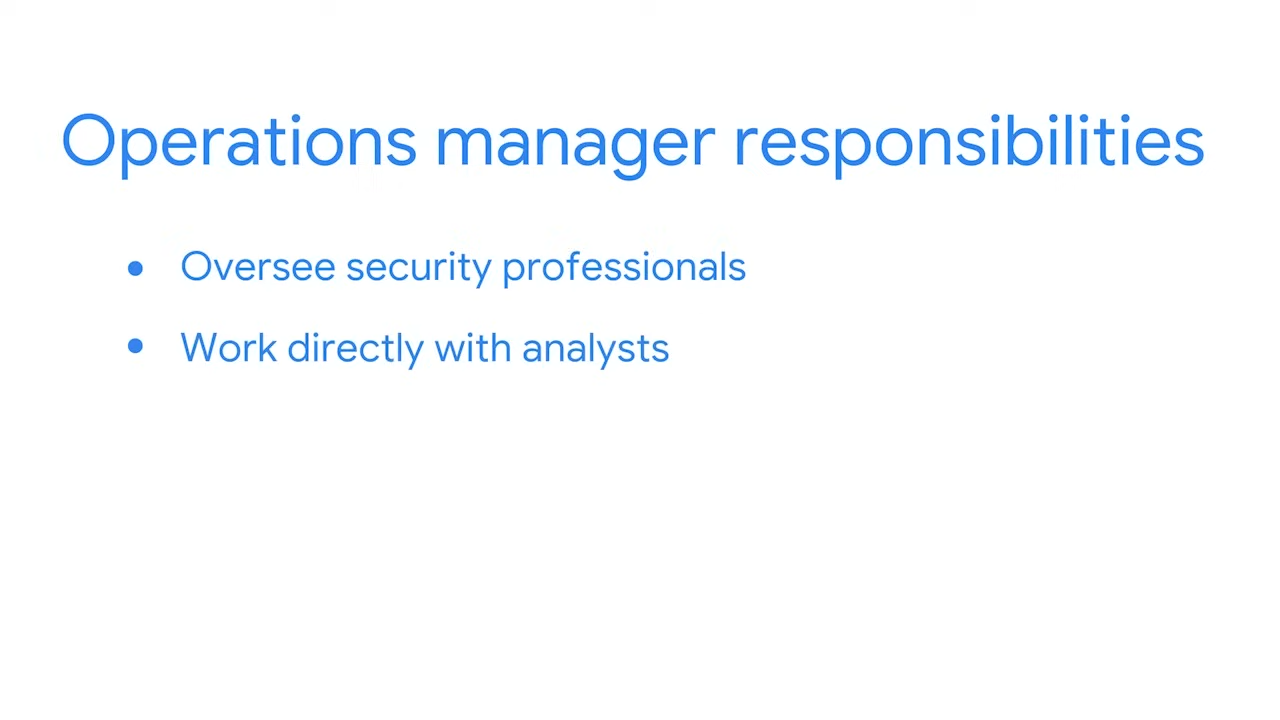 Operations manager responsibilities
• Oversee security professionals
• Work directly with analysts